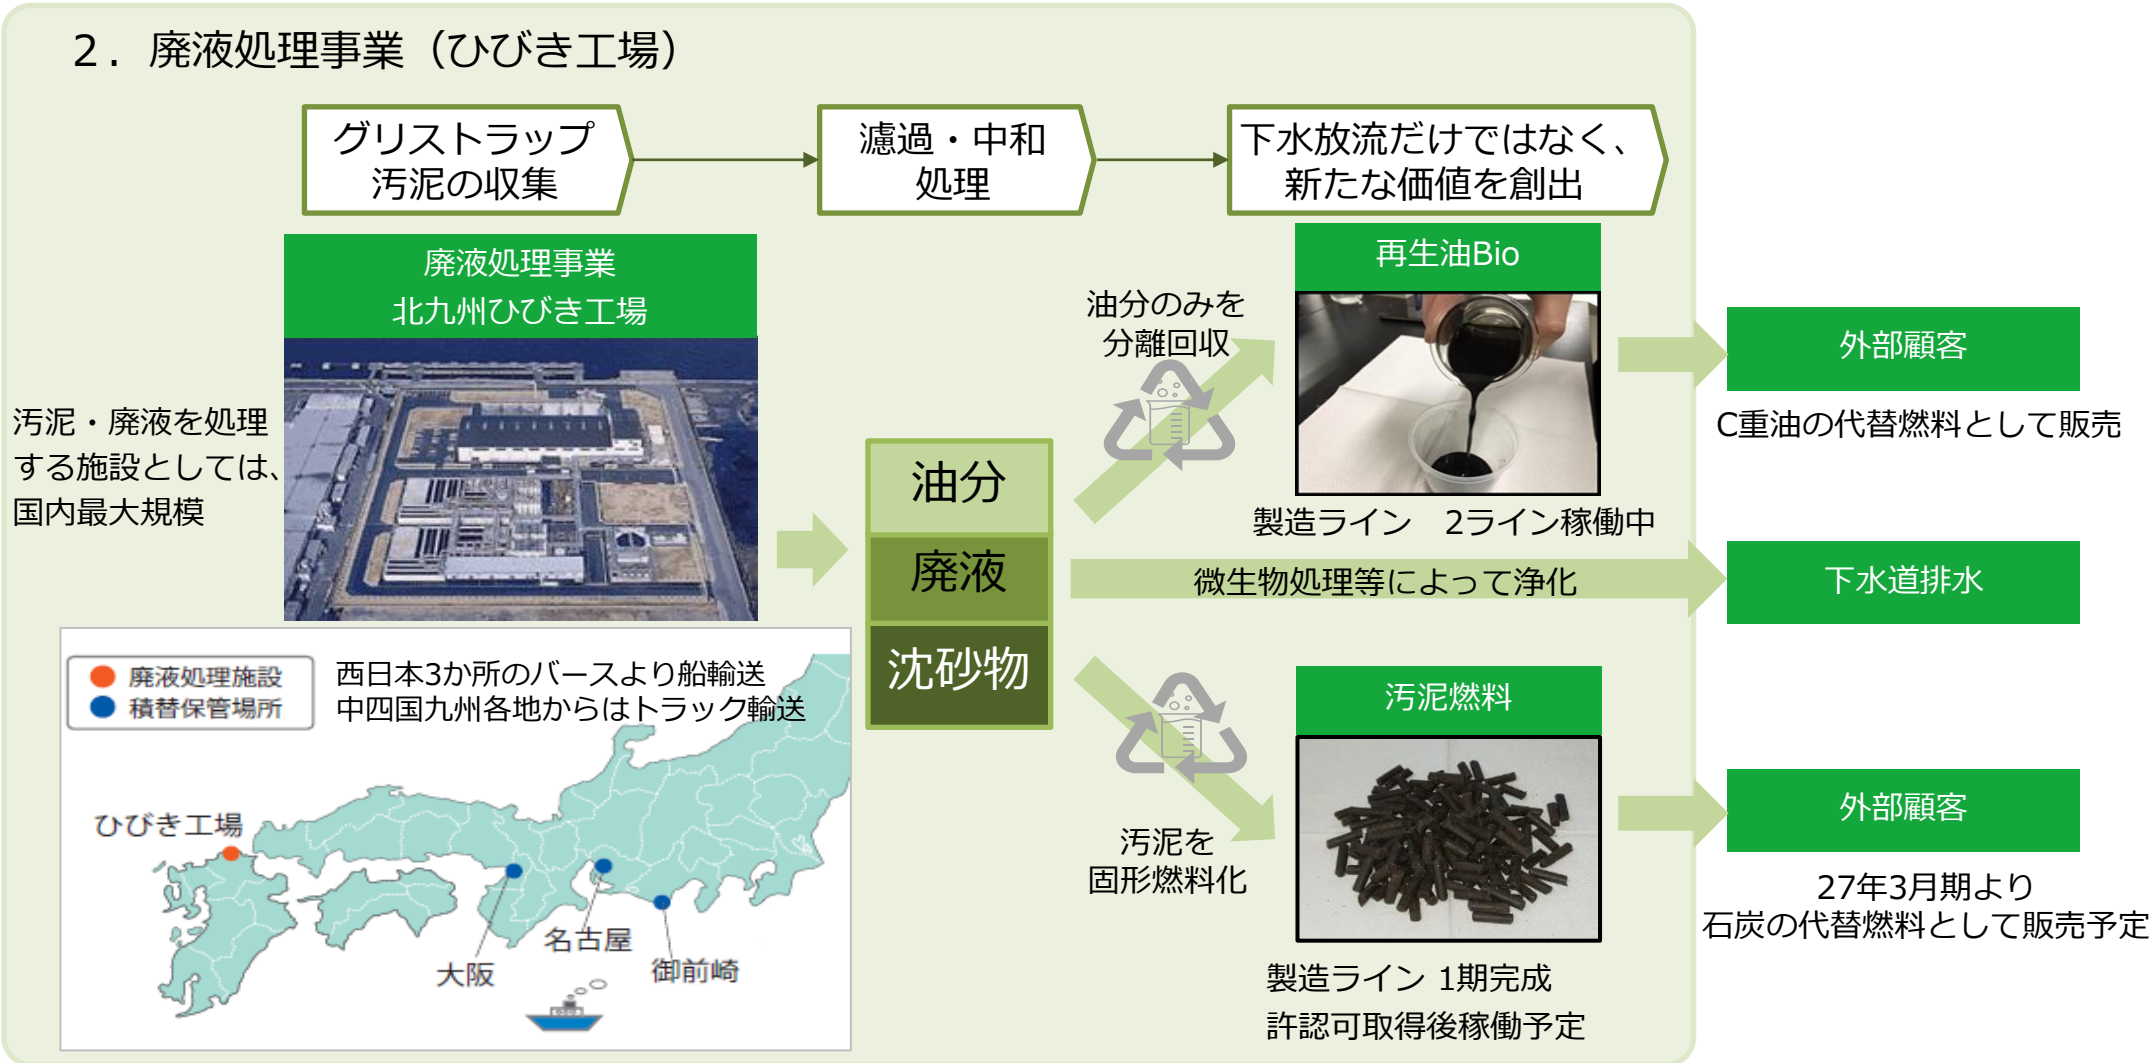 ２．廃液処理事業（ひびき工場）
グリストラップ
汚泥の収集
濾過・中和
処理
下水放流だけではなく、
新たな価値を創出
廃液処理事業
北九州ひびき工場
汚泥・廃液を処理
する施設としては、
国内最大規模
油分
廃液
沈砂物
油分のみを
分離回収
再生油Bio
製造ライン　2ライン稼働中
外部顧客
C重油の代替燃料として販売
微生物処理等によって浄化
下水道排水
汚泥を
固形燃料化
汚泥燃料
製造ライン 1期完成
許認可取得後稼働予定
外部顧客
27年3月期より
石炭の代替燃料として販売予定
廃液処理施設
積替保管場所
西日本3か所のバースより船輸送
中四国九州各地からはトラック輸送
ひびき工場
大阪
名古屋
御前崎